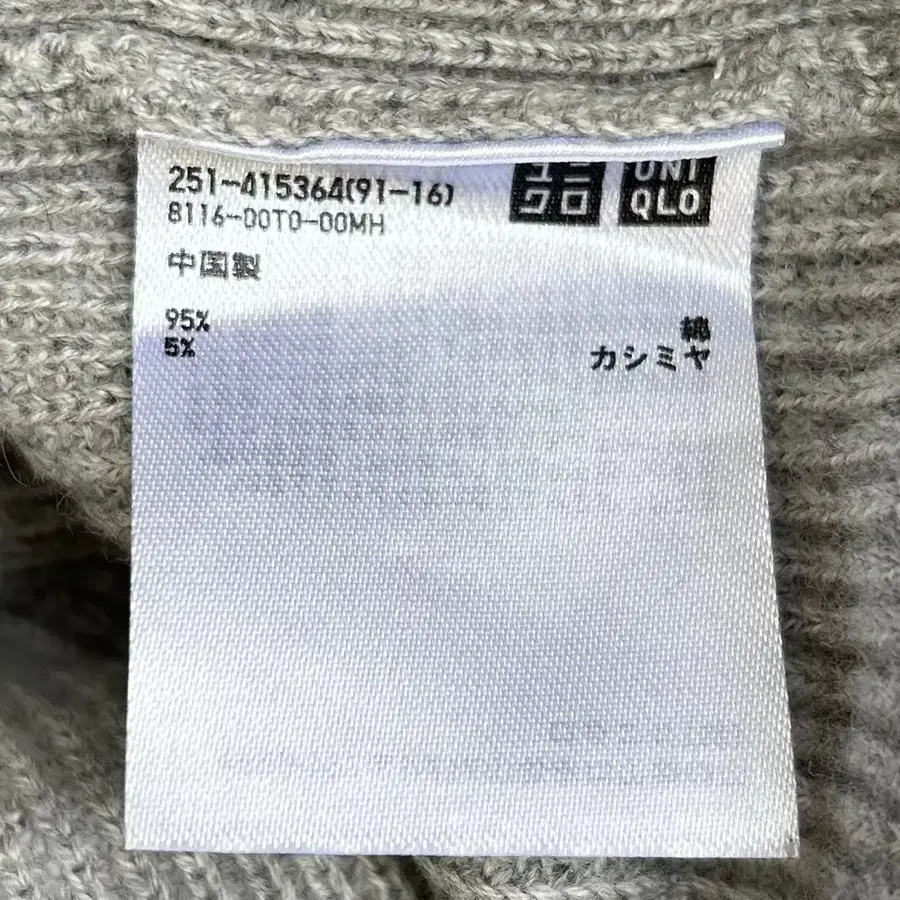 251-415364(91-16)
8116-00T0-00MH
ユニ
クロ
UNI
QLO
中国製
95% 綿
5% カシミヤ